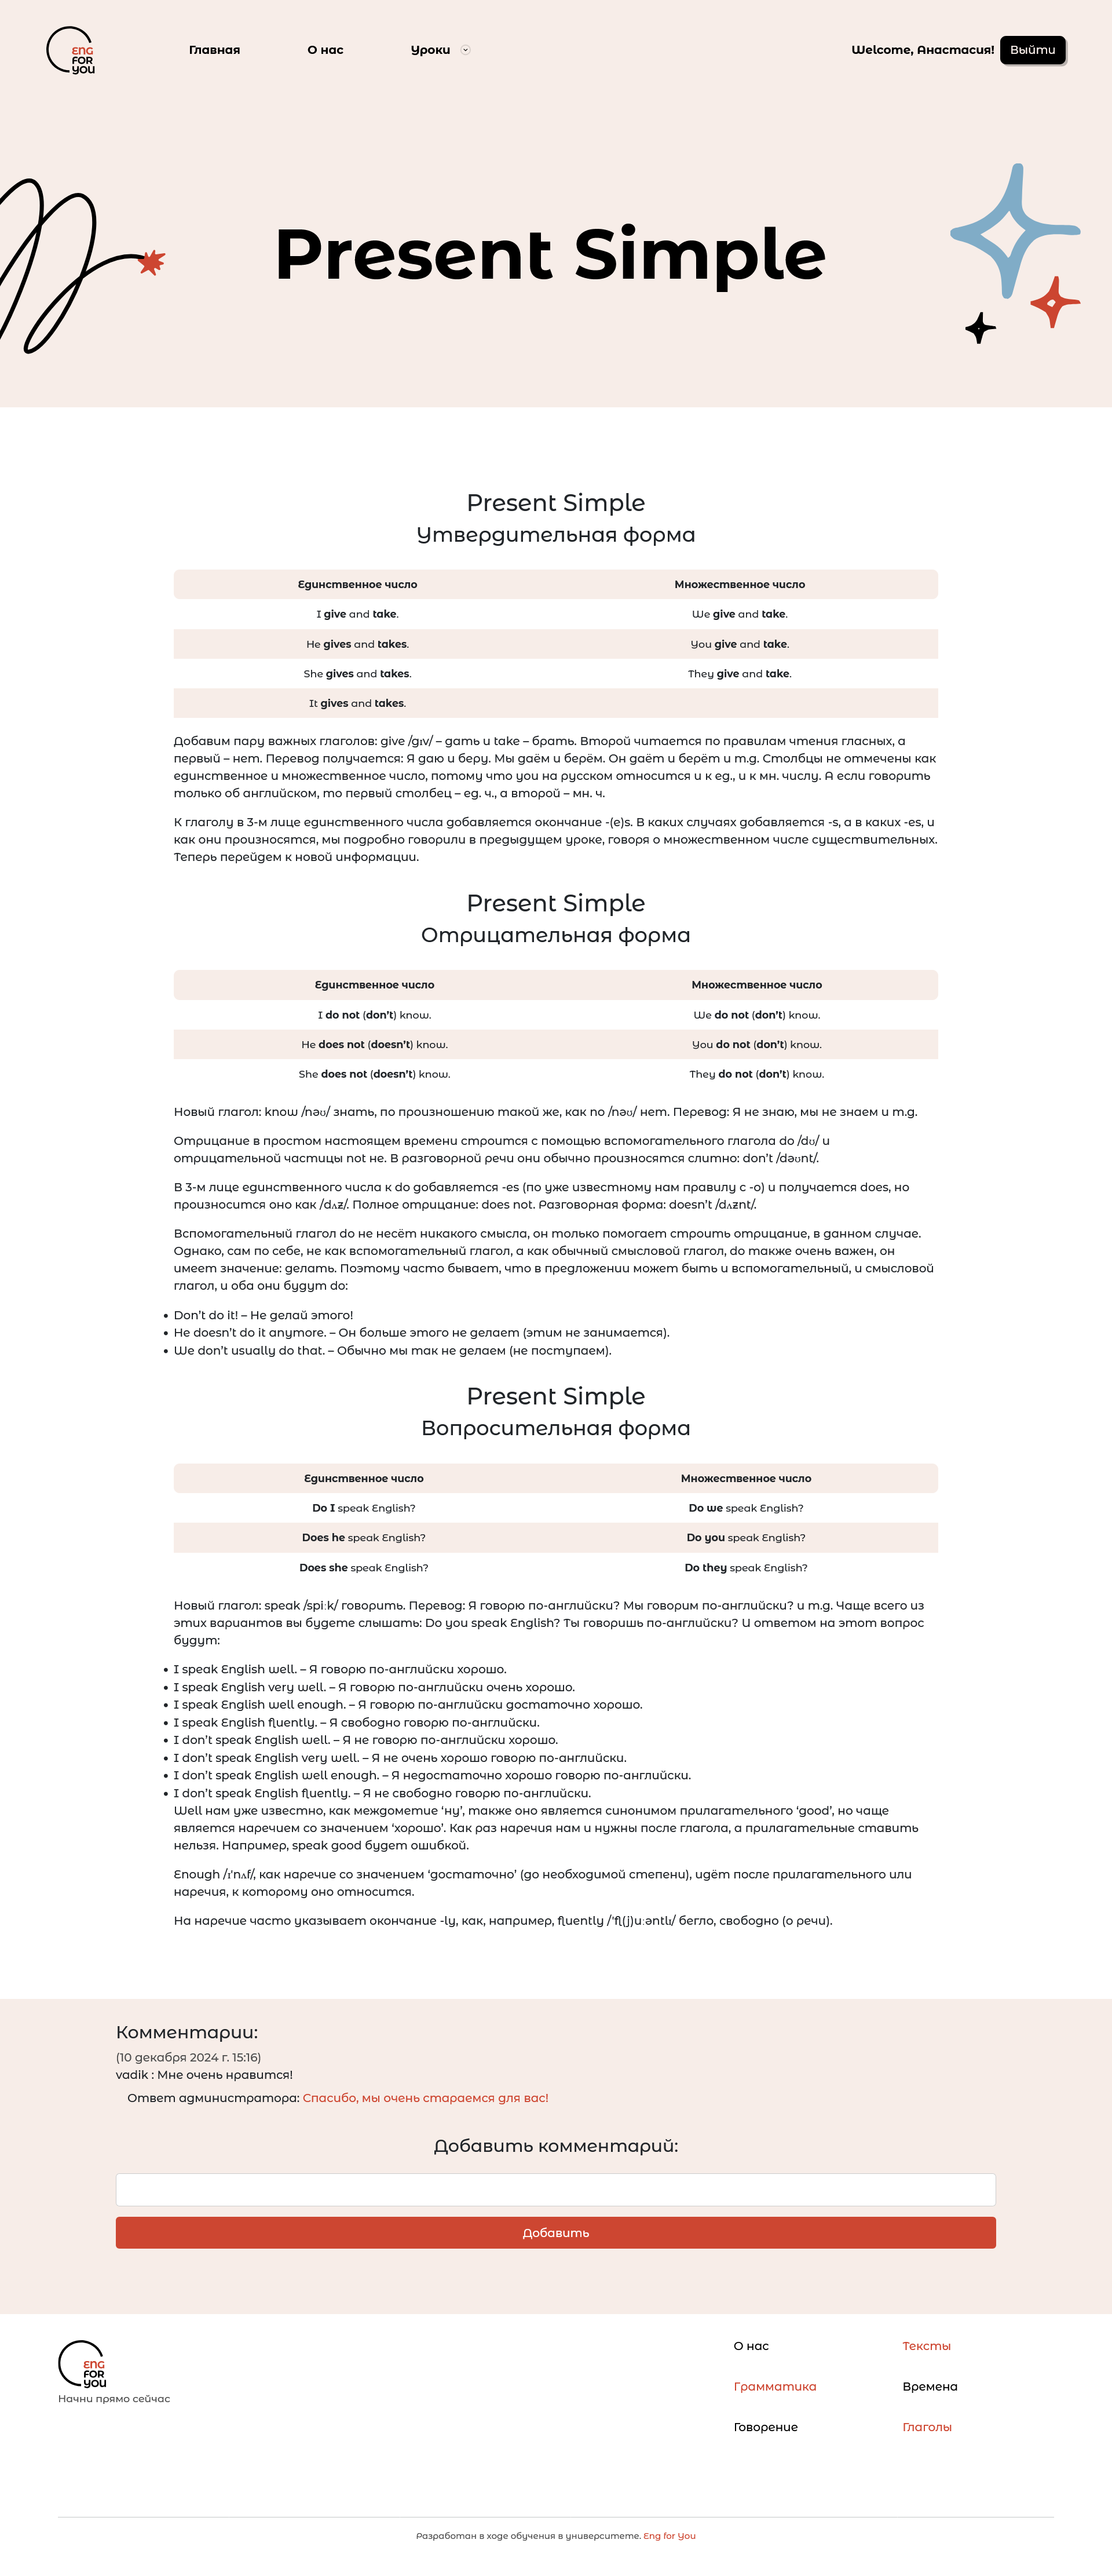 ENG
FOR
YOU
Главная
О нас
Уроки
Welcome, Анастасия!
Выйти
Present Simple
Present Simple
Утвердительная форма
Единственное число Множественное число
I give and take. We give and take.
He gives and takes. You give and take.
She gives and takes. They give and take.
It gives and takes.
Добавим пару важных глаголов: give /gɪv/ – дать и take – брать. Второй читается по правилам чтения гласных, а
первый – нет. Перевод получается: Я даю и беру. Мы даём и берём. Он даёт и берёт и т.д. Столбцы не отмечены как
единственное и множественное число, потому что you на русском относится и к ед., и к мн. числу. А если говорить
только об английском, то первый столбец – ед. ч., а второй – мн. ч.
К глаголу в 3-м лице единственного числа добавляется окончание -(e)s. В каких случаях добавляется -s, а в каких -es, и
как они произносятся, мы подробно говорили в предыдущем уроке, говоря о множественном числе существительных.
Теперь перейдем к новой информации.
Present Simple
Отрицательная форма
Единственное число Множественное число
I do not (don’t) know. We do not (don’t) know.
He does not (doesn’t) know. You do not (don’t) know.
She does not (doesn’t) know. They do not (don’t) know.
Новый глагол: know /nəʊ/ знать, по произношению такой же, как no /nəʊ/ нет. Перевод: Я не знаю, мы не знаем и т.д.
Отрицание в простом настоящем времени строится с помощью вспомогательного глагола do /dʊ/ и
отрицательной частицы not не. В разговорной речи они обычно произносятся слитно: don’t /dəʊnt/.
В 3-м лице единственного числа к do добавляется -es (по уже известному нам правилу с -o) и получается does, но
произносится оно как /dʌz/. Полное отрицание: does not. Разговорная форма: doesn’t /dʌznt/.
Вспомогательный глагол do не несёт никакого смысла, он только помогает строить отрицание, в данном случае.
Однако, сам по себе, не как вспомогательный глагол, а как обычный смысловой глагол, do также очень важен, он
имеет значение: делать. Поэтому часто бывает, что в предложении может быть и вспомогательный, и смысловой
глагол, и оба они будут do:
• Don’t do it! – Не делай этого!
• He doesn’t do it anymore. – Он больше этого не делает (этим не занимается).
• We don’t usually do that. – Обычно мы так не делаем (не поступаем).
Present Simple
Вопросительная форма
Единственное число Множественное число
Do I speak English? Do we speak English?
Does he speak English? Do you speak English?
Does she speak English? Do they speak English?
Новый глагол: speak /spiːk/ говорить. Перевод: Я говорю по-английски? Мы говорим по-английски? и т.д. Чаще всего из
этих вариантов вы будете слышать: Do you speak English? Ты говоришь по-английски? И ответом на этот вопрос
будут:
• I speak English well. – Я говорю по-английски хорошо.
• I speak English very well. – Я говорю по-английски очень хорошо.
• I speak English well enough. – Я говорю по-английски достаточно хорошо.
• I speak English fluently. – Я свободно говорю по-английски.
• I don’t speak English well. – Я не говорю по-английски хорошо.
• I don’t speak English very well. – Я не очень хорошо говорю по-английски.
• I don’t speak English well enough. – Я недостаточно хорошо говорю по-английски.
• I don’t speak English fluently. – Я не свободно говорю по-английски.
Well нам уже известно, как междометие ‘ну’, также оно является синонимом прилагательного ‘good’, но чаще
является наречием со значением ‘хорошо’. Как раз наречия нам и нужны после глагола, а прилагательные ставить
нельзя. Например, speak good будет ошибкой.
Enough /ɪ'nʌf/, как наречие со значением ‘достаточно’ (до необходимой степени), идёт после прилагательного или
наречия, к которому оно относится.
На наречие часто указывает окончание -ly, как, например, fluently /'fl(j)uːəntlɪ/ бегло, свободно (о речи).
Комментарии:
(10 декабря 2024 г. 15:16)
vadik : Мне очень нравится!
Ответ администратора: Спасибо, мы очень стараемся для вас!
Добавить комментарий:
Добавить
ENG
FOR
YOU
Начни прямо сейчас
О нас Тексты
Грамматика Времена
Говорение Глаголы
Разработан в ходе обучения в университете. Eng for You